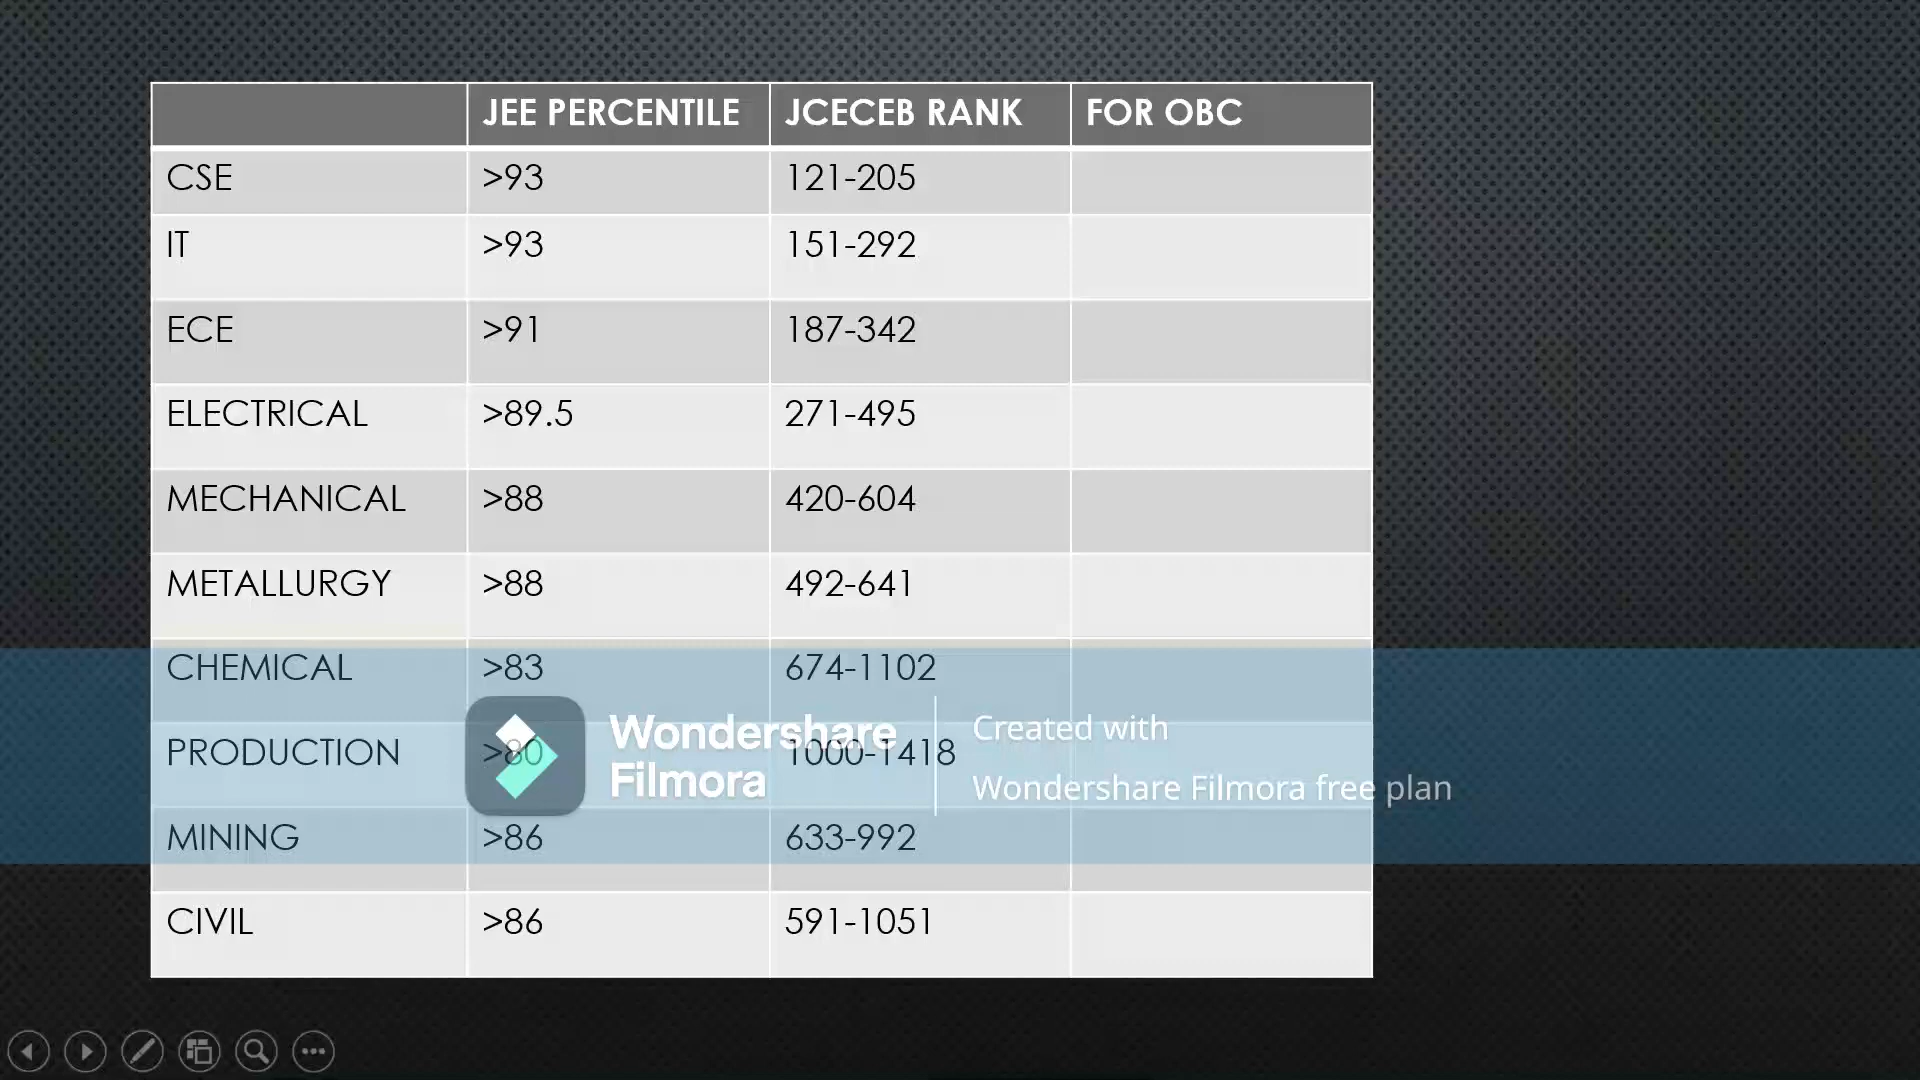 JEE PERCENTILE JCECEB RANK FOR OBC
CSE >93 121-205
IT >93 151-292
ECE >91 187-342
ELECTRICAL >89.5 271-495
MECHANICAL >88 420-604
METALLURGY >88 492-641
CHEMICAL >83 674-1102
PRODUCTION >80 1000-1418
MINING >86 633-992
CIVIL >86 591-1051
Wondershare
Filmora
Created with
Wondershare Filmora free plan